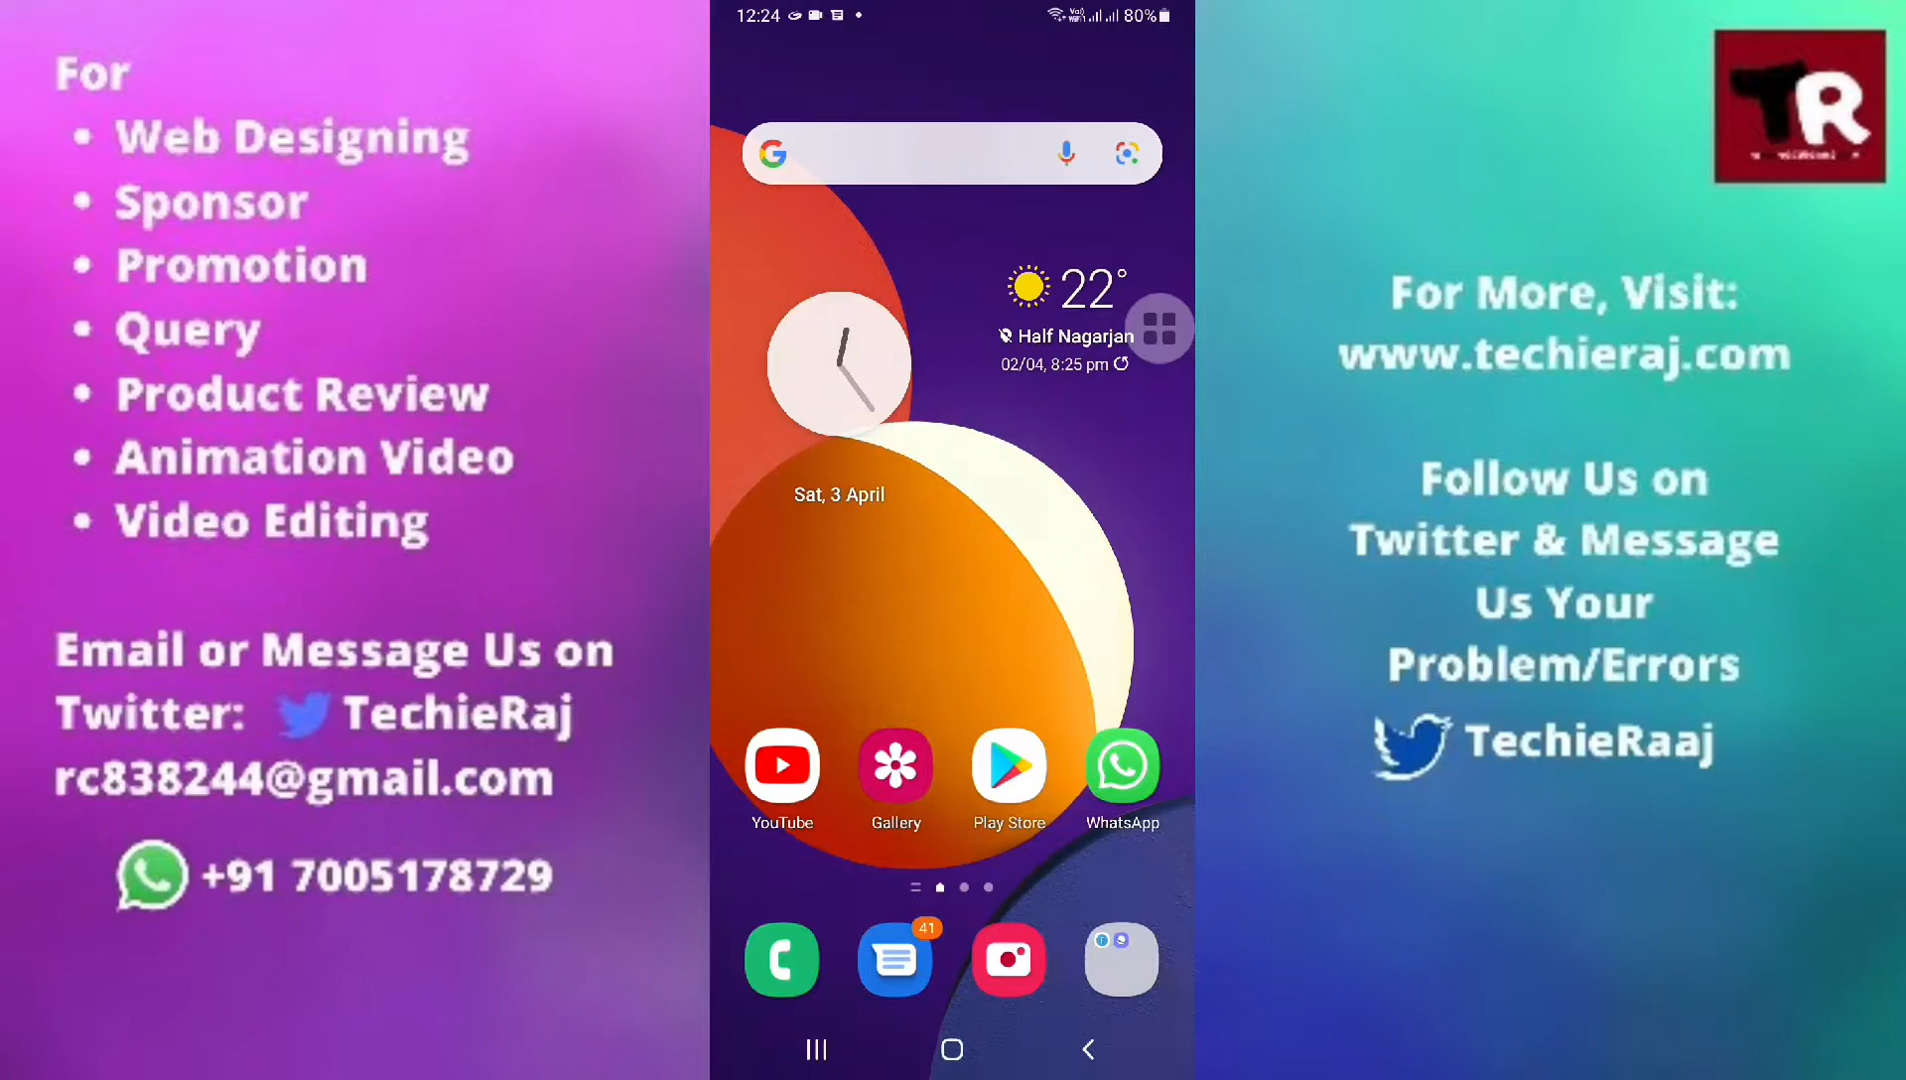 For
• Web Designing
• Sponsor
• Promotion
• Query
• Product Review
• Animation Video
• Video Editing
Email or Message Us on
Twitter: TechieRaj
rc838244@gmail.com
+91 7005178729
12:24
80%
22°
Half Nagarjan
02/04, 8:25 pm
Sat, 3 April
YouTube
Gallery
Play Store
WhatsApp
41
TR
For More, Visit:
www.techieraj.com
Follow Us on
Twitter & Message
Us Your
Problem/Errors
TechieRaaj